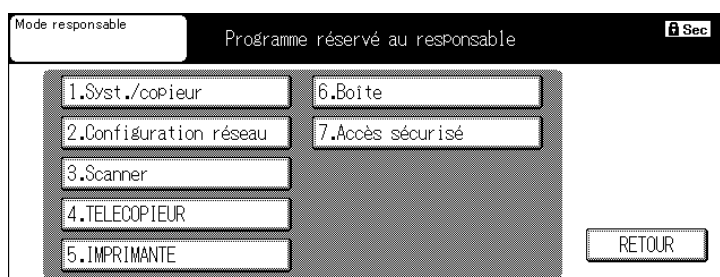 Mode responsable
Programme réservé au responsable
Sec
1.Syst./copieur
6.Boîte
2.Configuration réseau
7.Accès sécurisé
3.Scanner
4.TELECOPIEUR
5.IMPRIMANTE
RETOUR